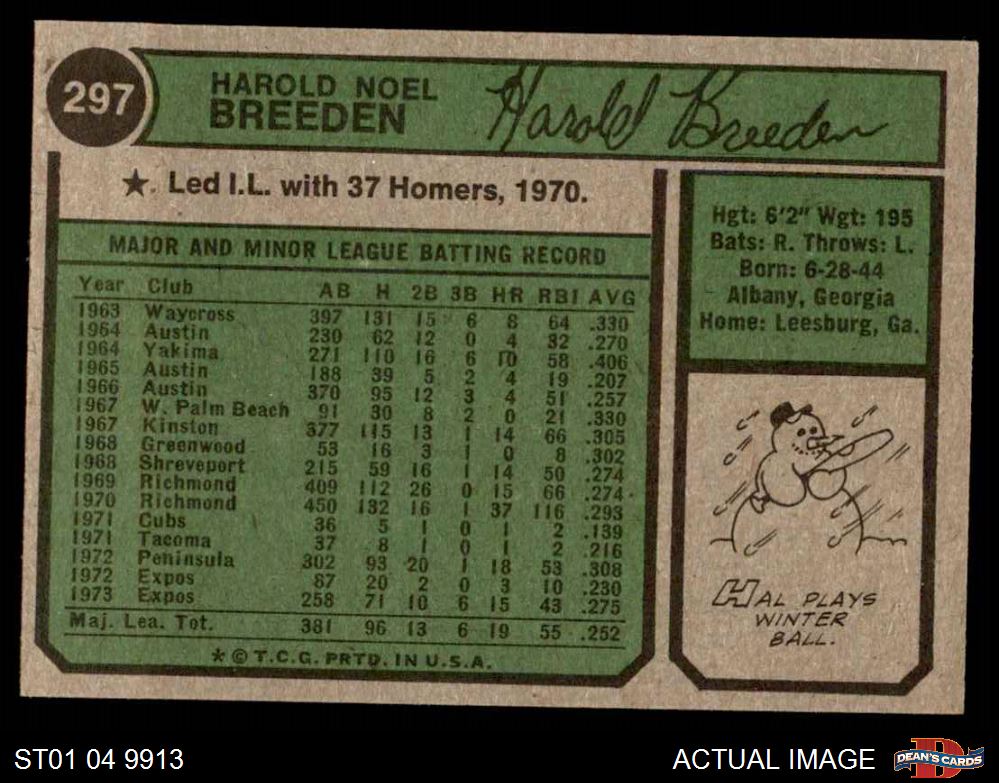 297
HAROLD NOEL
BREEDEN
Harold Breeden
★. Led I.L. with 37 Homers, 1970.
MAJOR AND MINOR LEAGUE BATTING RECORD
Year Club AB H 2B 3B HR RBI AVG
1963 Waycross 397 131 15 6 8 64 .330
1964 Austin 230 62 12 0 4 32 .270
1964 Yakima 271 110 16 6 10 58 .406
1965 Austin 188 39 5 2 4 19 .207
1966 Austin 370 95 12 3 4 51 .257
1967 W. Palm Beach 91 30 8 2 0 21 .330
1967 Kinston 377 115 13 1 14 66 .305
1968 Greenwood 53 16 3 1 0 8 .302
1968 Shreveport 215 59 16 1 14 50 .274
1969 Richmond 409 112 26 0 15 66 .274
1970 Richmond 450 132 16 1 37 116 .293
1971 Cubs 36 5 1 0 1 2 .139
1971 Tacoma 37 8 1 0 1 2 .216
1972 Peninsula 302 93 20 1 18 53 .308
1972 Expos 87 20 2 0 3 10 .230
1973 Expos 258 71 10 6 15 43 .275
Maj. Lea. Tot. 381 96 13 6 19 55 .252
* © T.C.G. PRTD. IN U.S.A.
Hgt: 6'2" Wgt: 195
Bats: R. Throws: L.
Born: 6-28-44
Albany, Georgia
Home: Leesburg, Ga.
HAL PLAYS
WINTER
BALL.
ST01 04 9913
ACTUAL IMAGE
D
DEAN'S CARDS